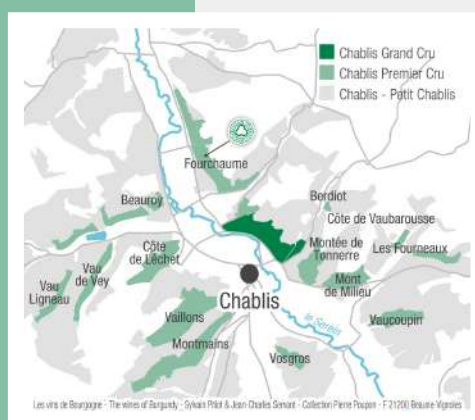 Chablis Grand Cru
Chablis Premier Cru
Chablis - Petit Chablis
Fourchaume
Beauroy
Berdiot
Côte de Vaubarousse
Côte
de Léchet
Montée de
Tonnerre
Les Fourneaux
Vau
de Vey
Vau
Ligneau
Mont
de Milieu
Chablis
Vaillons
le Serein
Vaucoupin
Montmains
Vosgros
Les vins de Bourgogne - The wines of Burgundy - Sylvain Pitiot & Jean-Charles Servant - Collection Pierre Poupon - F 21200 Beaune-Vignoles